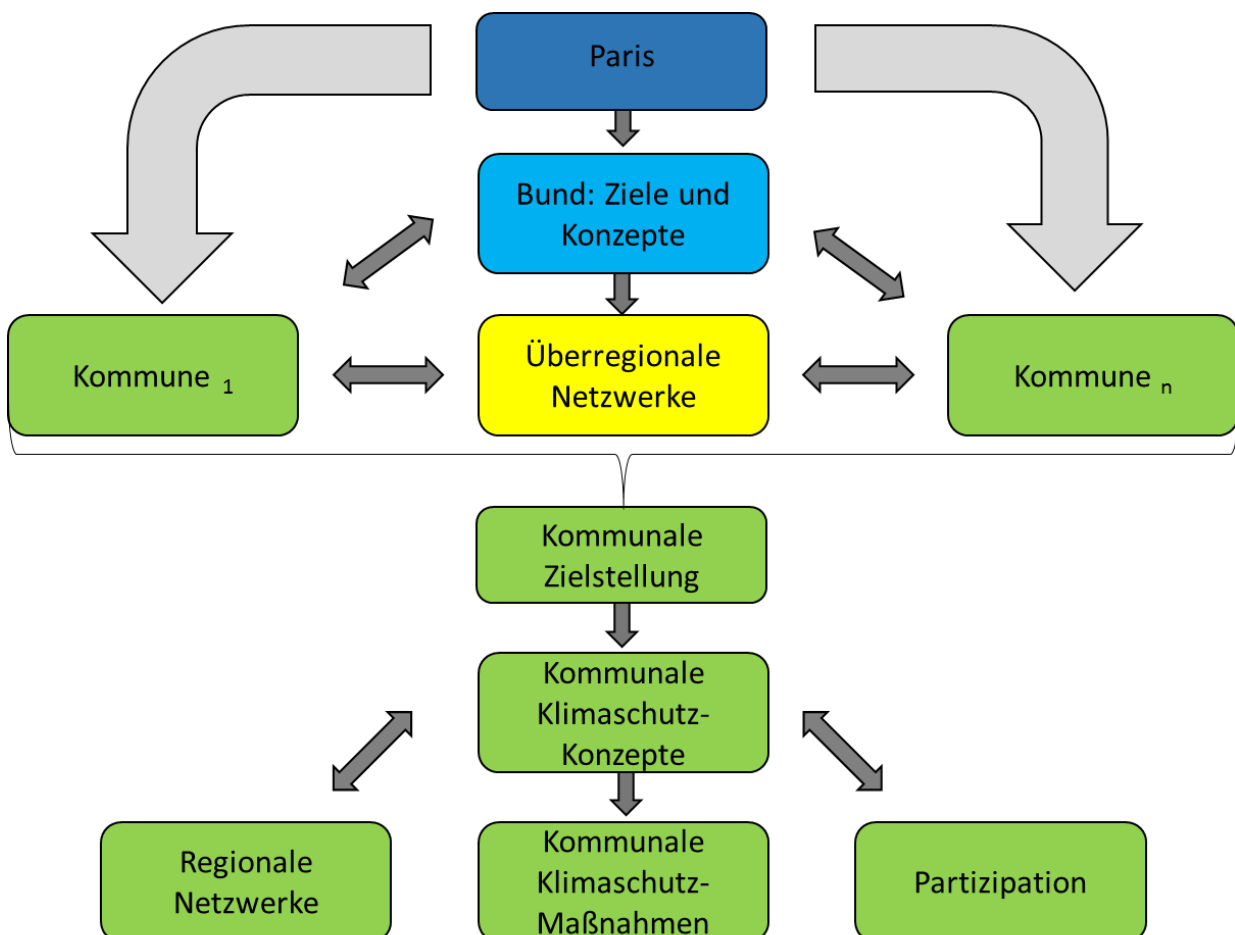 Paris
Bund: Ziele und
Konzepte
Kommune 1
Überregionale
Netzwerke
Kommune n
Kommunale
Zielstellung
Kommunale
Klimaschutz-
Konzepte
Regionale
Netzwerke
Kommunale
Klimaschutz-
Maßnahmen
Partizipation